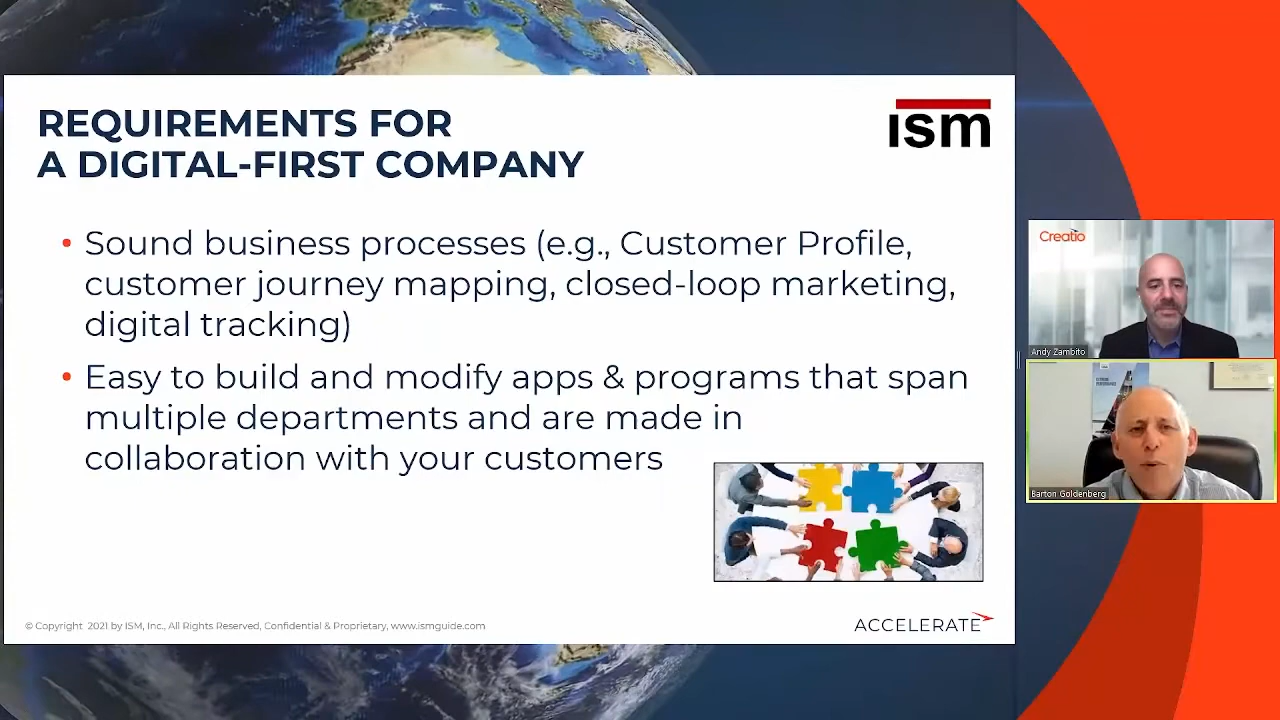 REQUIREMENTS FOR
A DIGITAL-FIRST COMPANY
ism
• Sound business processes (e.g., Customer Profile,
customer journey mapping, closed-loop marketing,
digital tracking)
• Easy to build and modify apps & programs that span
multiple departments and are made in
collaboration with your customers
© Copyright 2021 by ISM, Inc., All Rights Reserved, Confidential & Proprietary, www.ismguide.com
ACCELERATE
Creatio
Andy Zambito
Barton Goldenberg